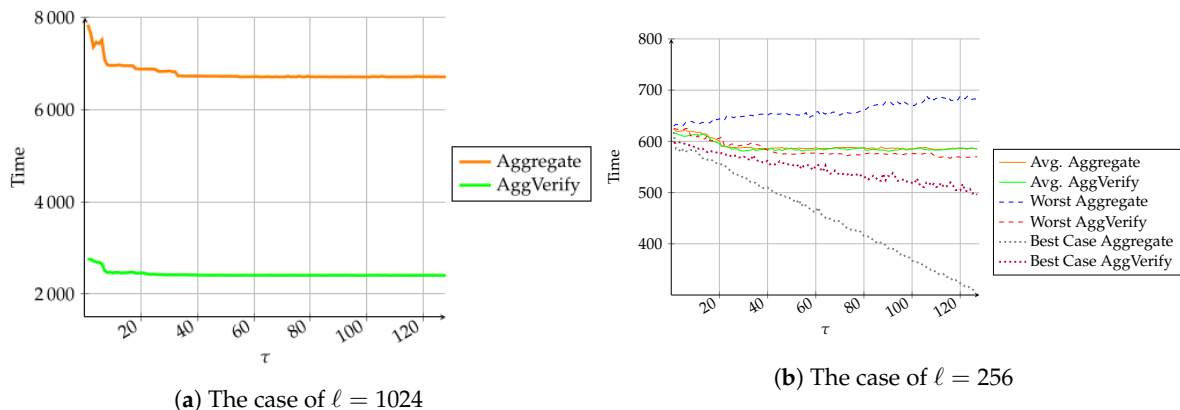 8 000
6 000
4 000
2 000
Time
20 40 60 80 100 120
τ
Aggregate
AggVerify
(a) The case of ℓ = 1024
800
700
600
500
400
Time
20 40 60 80 100 120
τ
Avg. Aggregate
Avg. AggVerify
Worst Aggregate
Worst AggVerify
Best Case Aggregate
Best Case AggVerify
(b) The case of ℓ = 256